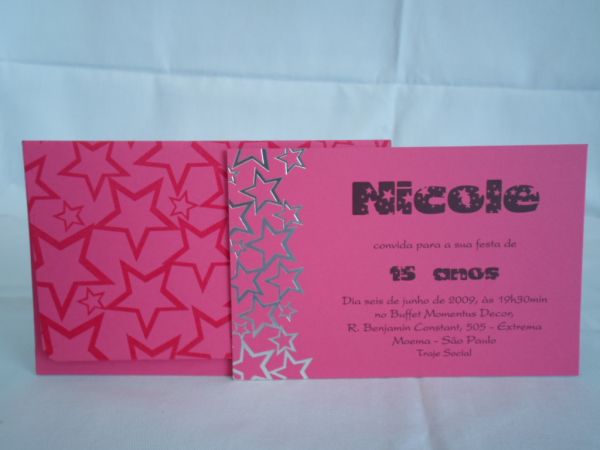 Nicole
convida para a sua festa de
15 anos
Dia seis de junho de 2009, às 19h30min
no Buffet Momentus Decor,
R. Benjamin Constant, 505 - Extrema
Moema - São Paulo
Traje Social